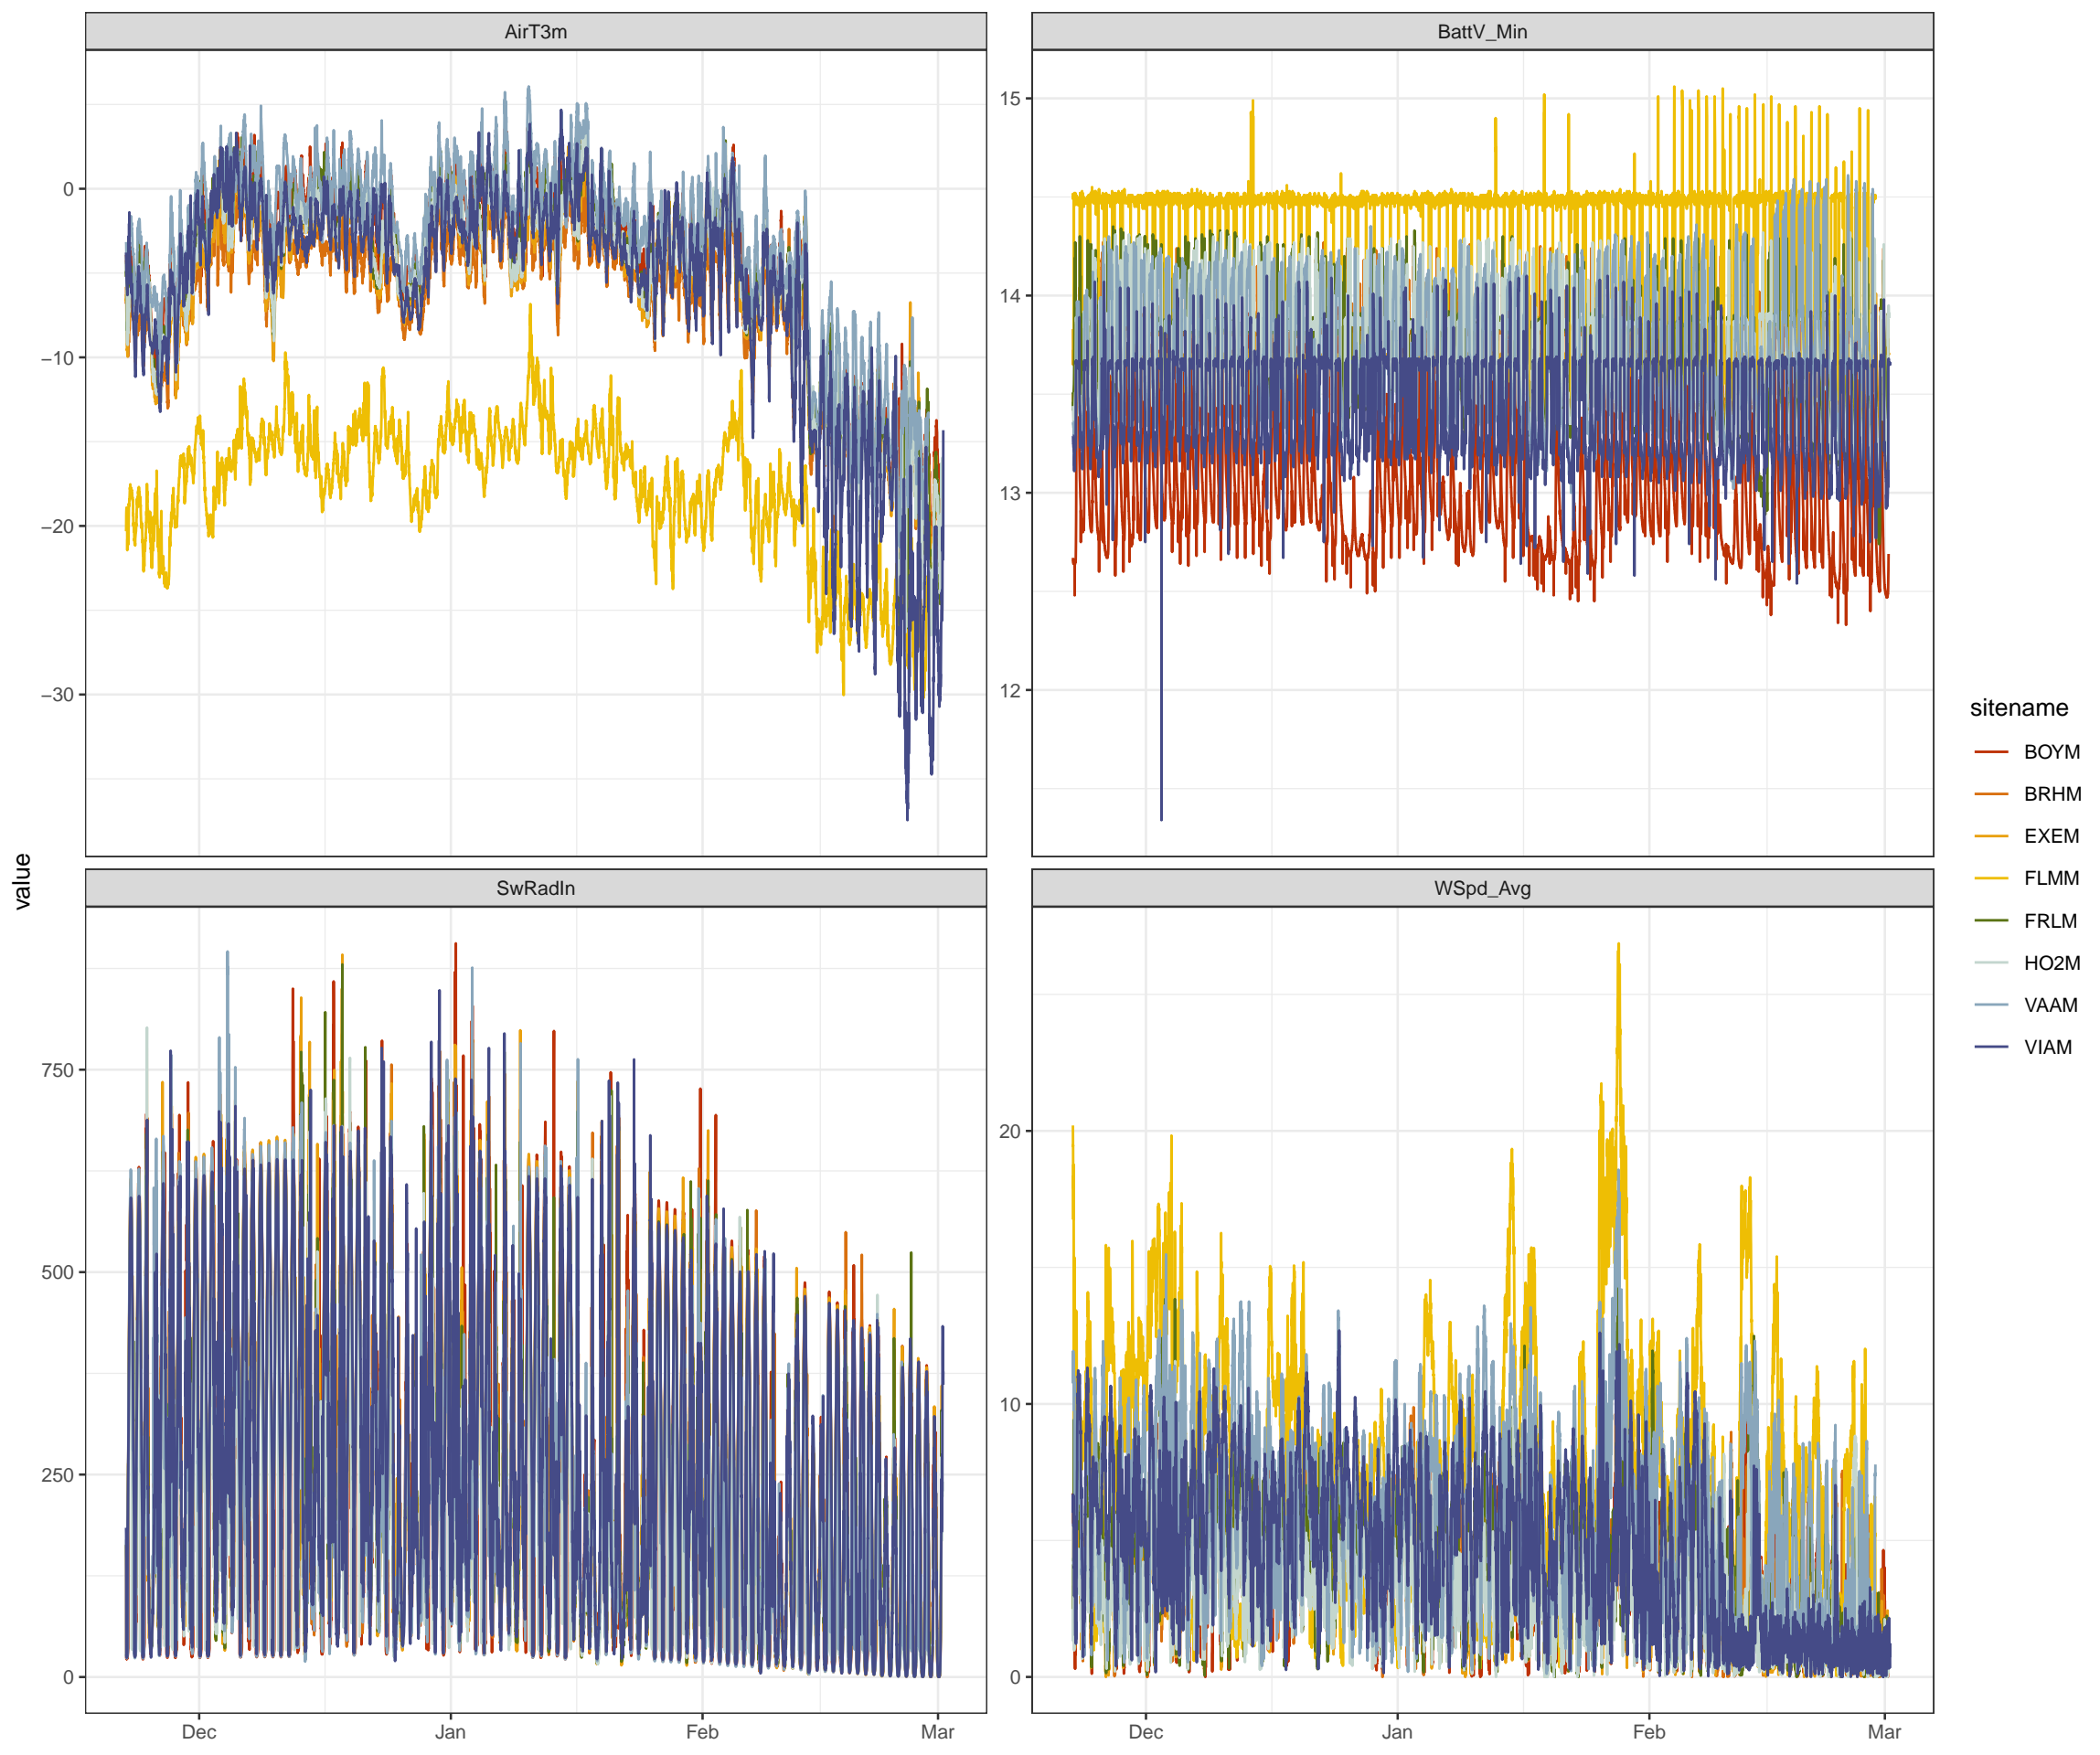 AirT3m
BattV_Min
0
−10
−20
−30
15
14
13
12
value
SwRadIn
WSpd_Avg
750
500
250
0
20
10
0
Dec Jan Feb Mar
Dec Jan Feb Mar
sitename
BOYM
BRHM
EXEM
FLMM
FRLM
HO2M
VAAM
VIAM